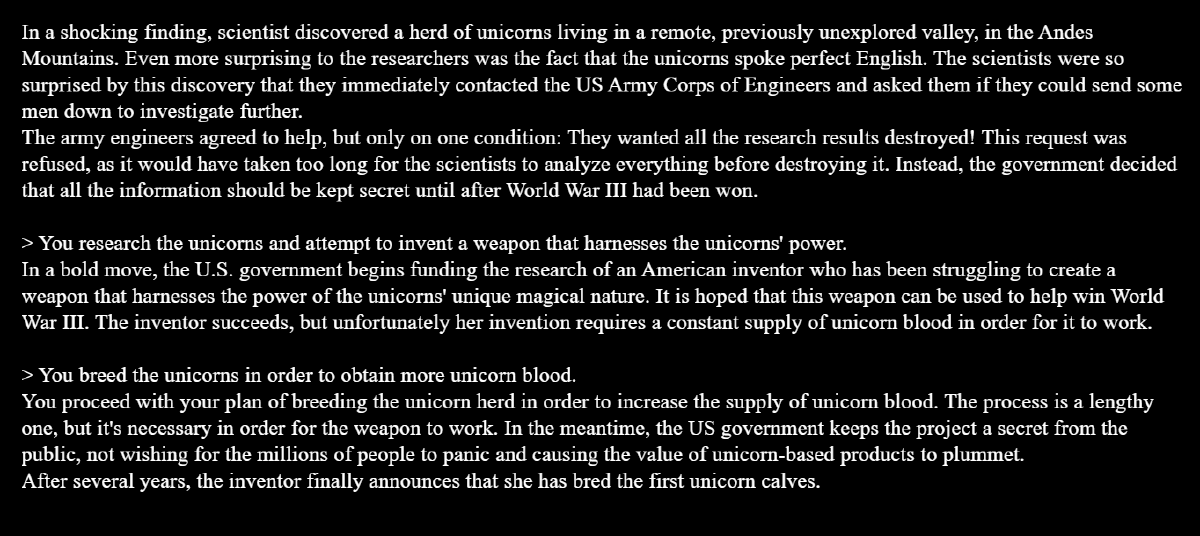 In a shocking finding, scientist discovered a herd of unicorns living in a remote, previously unexplored valley, in the Andes
Mountains. Even more surprising to the researchers was the fact that the unicorns spoke perfect English. The scientists were so
surprised by this discovery that they immediately contacted the US Army Corps of Engineers and asked them if they could send some
men down to investigate further.
The army engineers agreed to help, but only on one condition: They wanted all the research results destroyed! This request was
refused, as it would have taken too long for the scientists to analyze everything before destroying it. Instead, the government decided
that all the information should be kept secret until after World War III had been won.

> You research the unicorns and attempt to invent a weapon that harnesses the unicorns' power.
In a bold move, the U.S. government begins funding the research of an American inventor who has been struggling to create a
weapon that harnesses the power of the unicorns' unique magical nature. It is hoped that this weapon can be used to help win World
War III. The inventor succeeds, but unfortunately her invention requires a constant supply of unicorn blood in order for it to work.

> You breed the unicorns in order to obtain more unicorn blood.
You proceed with your plan of breeding the unicorn herd in order to increase the supply of unicorn blood. The process is a lengthy
one, but it's necessary in order for the weapon to work. In the meantime, the US government keeps the project a secret from the
public, not wishing for the millions of people to panic and causing the value of unicorn-based products to plummet.
After several years, the inventor finally announces that she has bred the first unicorn calves.